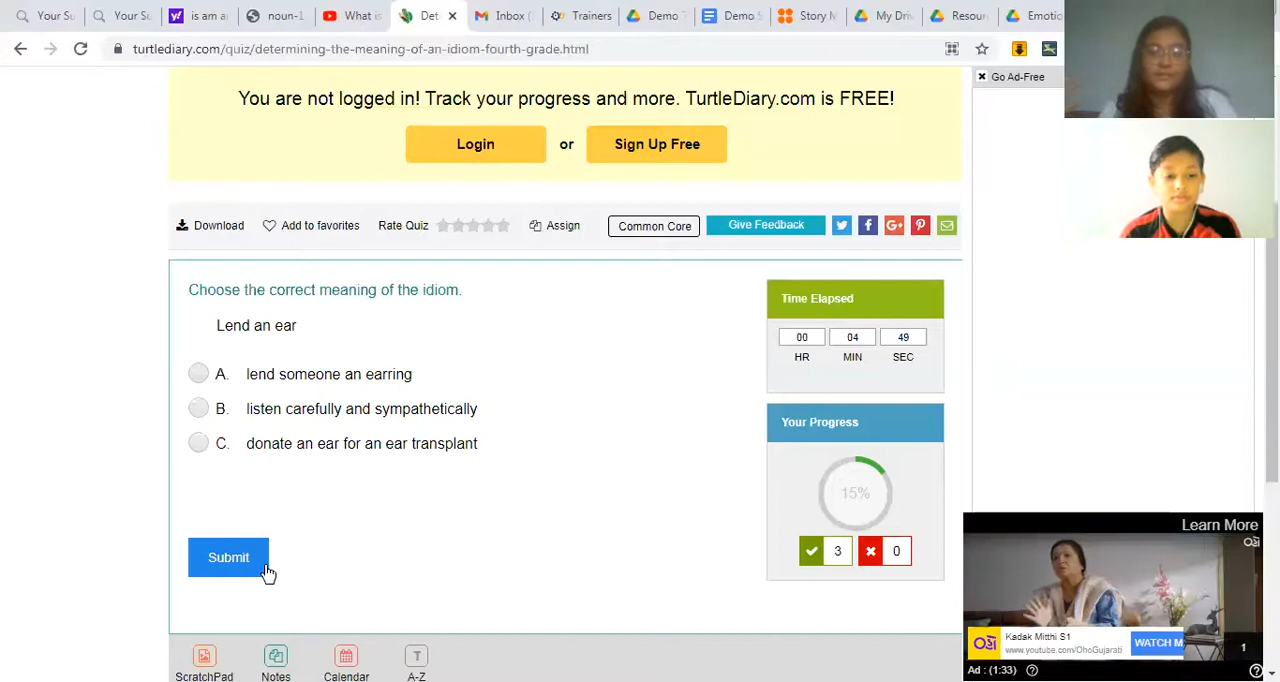 Your Su
Your Su
is am ar
noun-1
What is
Det
Inbox (
Trainers
Demo T
Demo S
Story M
My Driv
Resour
Emotio
turtlediary.com/quiz/determining-the-meaning-of-an-idiom-fourth-grade.html
Go Ad-Free
You are not logged in! Track your progress and more. TurtleDiary.com is FREE!
Login or Sign Up Free
Download Add to favorites Rate Quiz Assign Common Core Give Feedback
Choose the correct meaning of the idiom.
Lend an ear
A. lend someone an earring
B. listen carefully and sympathetically
C. donate an ear for an ear transplant
Submit
Time Elapsed
00 04 49
HR MIN SEC
Your Progress
15%
3 0
Learn More
Kadak Mitthi S1
www.youtube.com/OhoGujarati
WATCH M
1
Ad : (1:33)
ScratchPad Notes Calendar A-Z